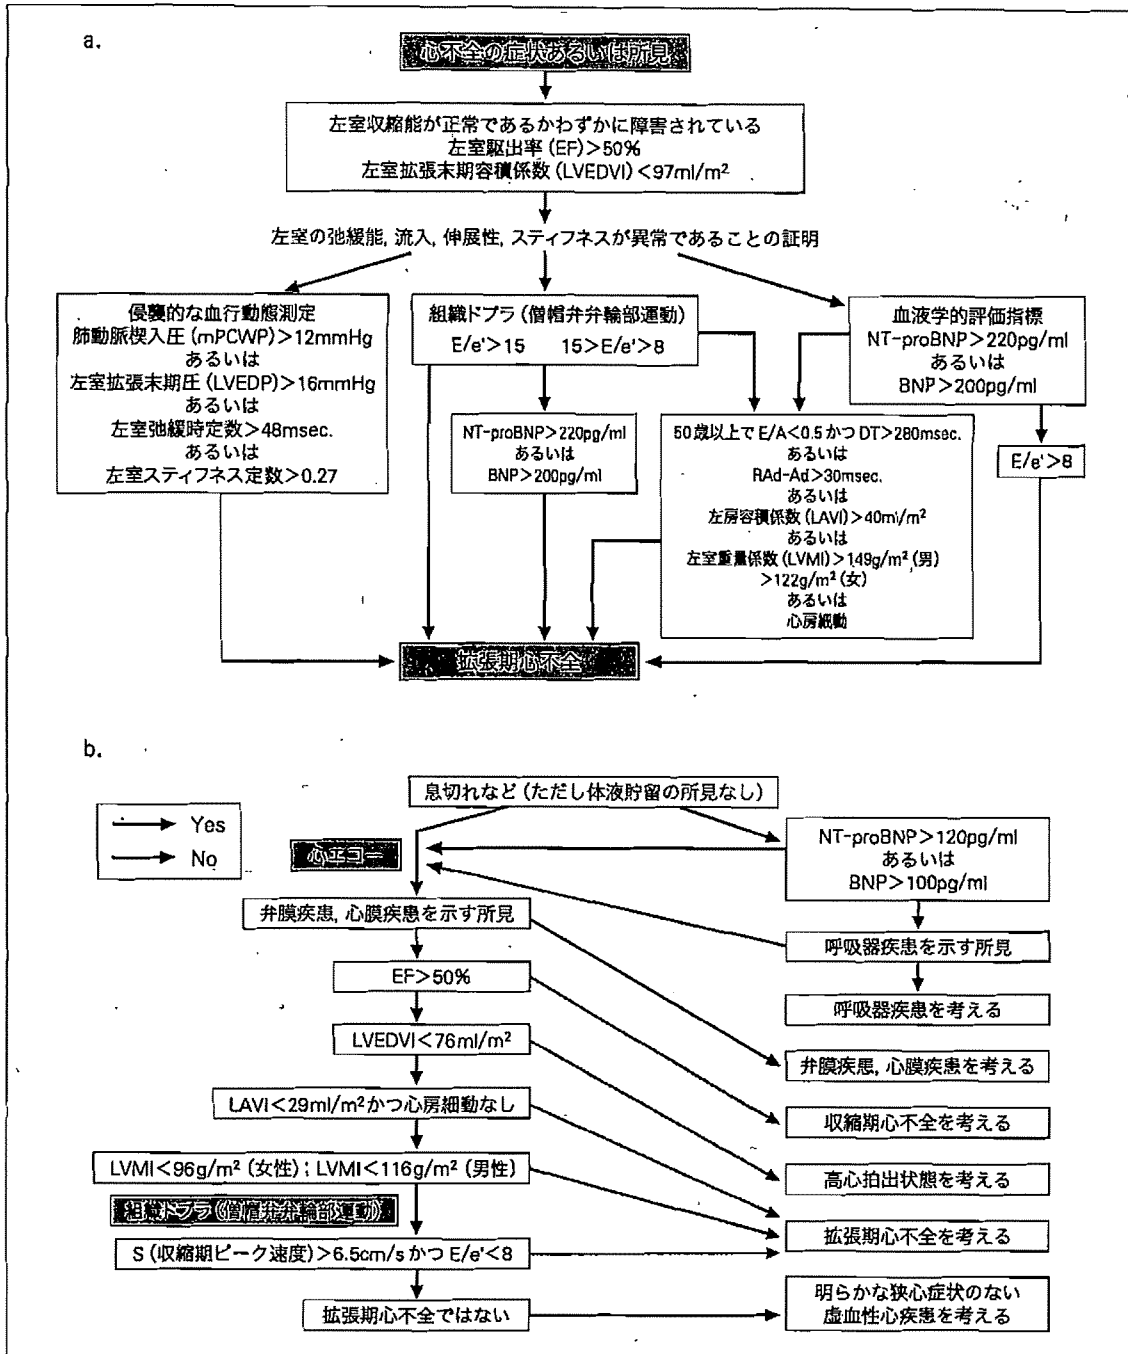 a.
心不全の症状あるいは所見
左室収縮能が正常であるかわずかに障害されている
左室駆出率(EF)>50%
左室拡張末期容積係数(LVEDVI)<97ml/m²
左室の弛緩能,流入,伸展性,スティフネスが異常であることの証明
侵襲的な血行動態測定
肺動脈楔入圧(mPCWP)>12mmHg
あるいは
左室拡張末期圧(LVEDP)>16mmHg
あるいは
左室弛緩時定数>48msec.
あるいは
左室スティフネス定数>0.27
組織ドプラ(僧帽弁弁輪部運動)
E/e'>15 15>E/e'>8
血液学的評価指標
NT-proBNP>220pg/ml
あるいは
BNP>200pg/ml
NT-proBNP>220pg/ml
あるいは
BNP>200pg/ml
50歳以上でE/A<0.5かつDT>280msec.
あるいは
RAd-Ad>30msec.
あるいは
左房容積係数(LAVI)>40ml/m²
あるいは
左室重量係数(LVMI)>149g/m²(男)
>122g/m²(女)
あるいは
心房細動
E/e'>8
拡張期心不全
b.
Yes
No
息切れなど(ただし体液貯留の所見なし)
心エコー
NT-proBNP>120pg/ml
あるいは
BNP>100pg/ml
弁膜疾患,心膜疾患を示す所見
呼吸器疾患を示す所見
EF>50%
呼吸器疾患を考える
LVEDVI<76ml/m²
弁膜疾患,心膜疾患を考える
LAVI<29ml/m²かつ心房細動なし
収縮期心不全を考える
LVMI<96g/m²(女性);LVMI<116g/m²(男性)
高心拍出状態を考える
組織ドプラ(僧帽弁弁輪部運動)
拡張期心不全を考える
S(収縮期ピーク速度)>6.5cm/sかつE/e'<8
拡張期心不全ではない
明らかな狭心症状のない
虚血性心疾患を考える